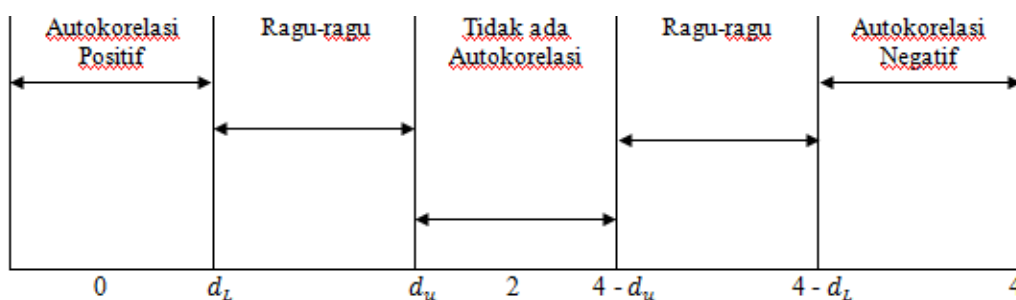 Autokorelasi Positif
Ragu-ragu
Tidak ada Autokorelasi
Ragu-ragu
Autokorelasi Negatif
0 d_L d_u 2 4 - d_u 4 - d_L 4